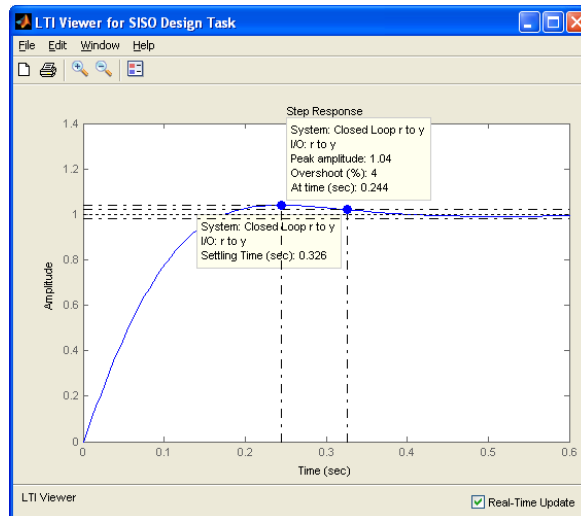 LTI Viewer for SISO Design Task
File Edit Window Help
Step Response
System: Closed Loop r to y
I/O: r to y
Peak amplitude: 1.04
Overshoot (%): 4
At time (sec): 0.244
System: Closed Loop r to y
I/O: r to y
Settling Time (sec): 0.326
Amplitude
1.4
1.2
1
0.8
0.6
0.4
0.2
0
0 0.1 0.2 0.3 0.4 0.5 0.6
Time (sec)
LTI Viewer
Real-Time Update